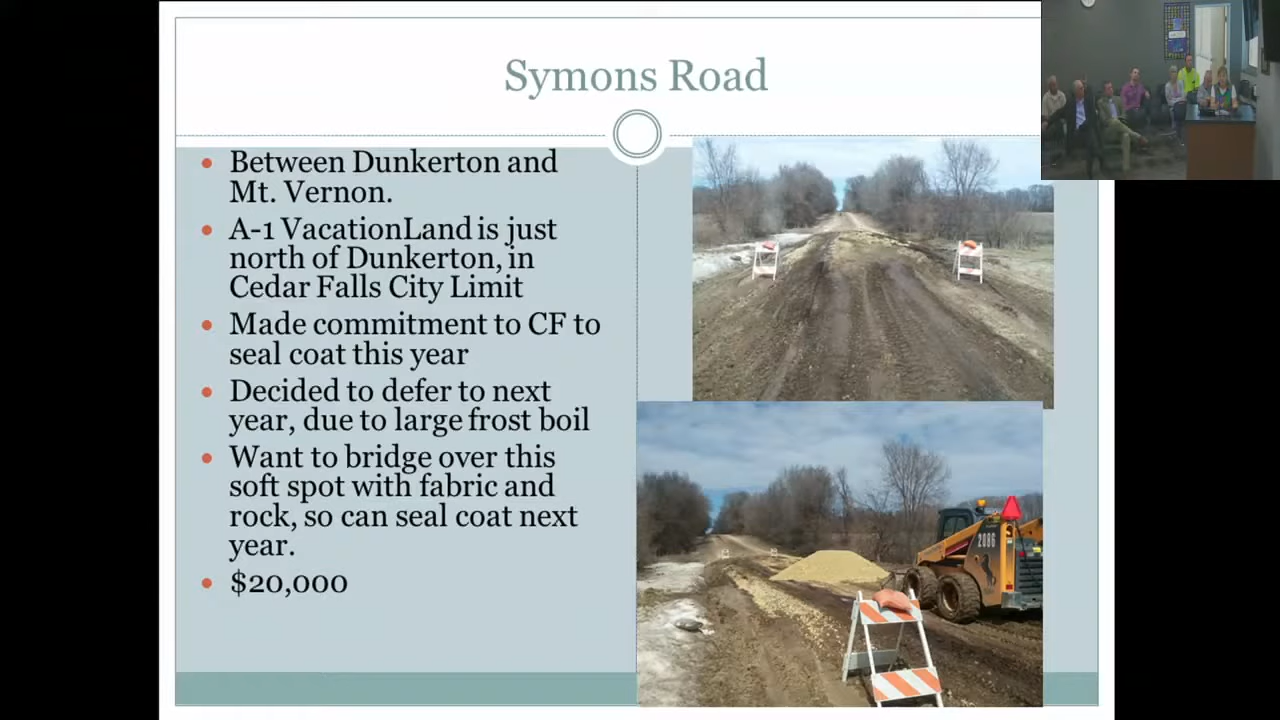 Symons Road
• Between Dunkerton and
Mt. Vernon.
• A-1 VacationLand is just
north of Dunkerton, in
Cedar Falls City Limit
• Made commitment to CF to
seal coat this year
• Decided to defer to next
year, due to large frost boil
• Want to bridge over this
soft spot with fabric and
rock, so can seal coat next
year.
• $20,000
2086